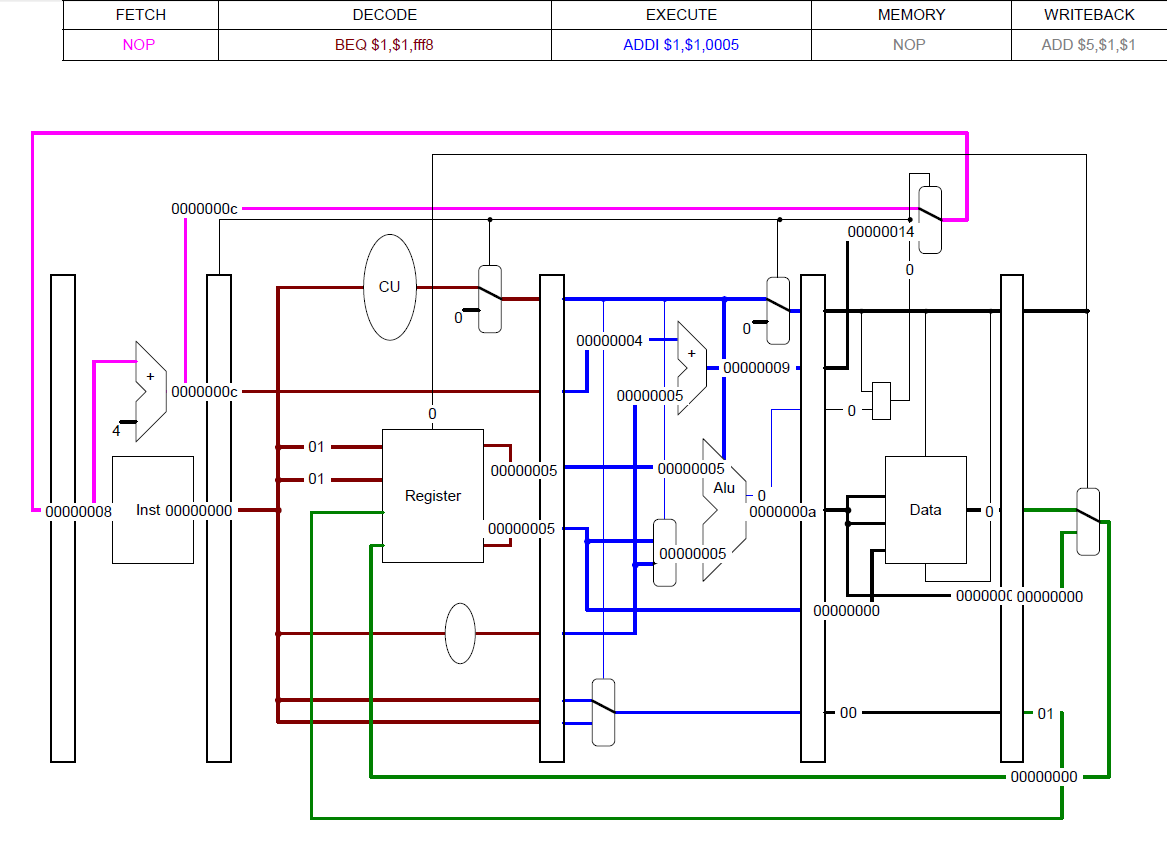 FETCH DECODE EXECUTE MEMORY WRITEBACK
NOP BEQ $1,$1,fff8 ADDI $1,$1,0005 NOP ADD $5,$1,$1
0000000c
00000014
0
CU
0
0
00000004
+
+
00000009
0000000c
00000005
0
0
4
01
00000005
00000005
01
Alu
Register
0
00000008
Inst
00000000
0000000a
Data
0
00000005
00000005
0000000
00000000
00000000
00
01
00000000